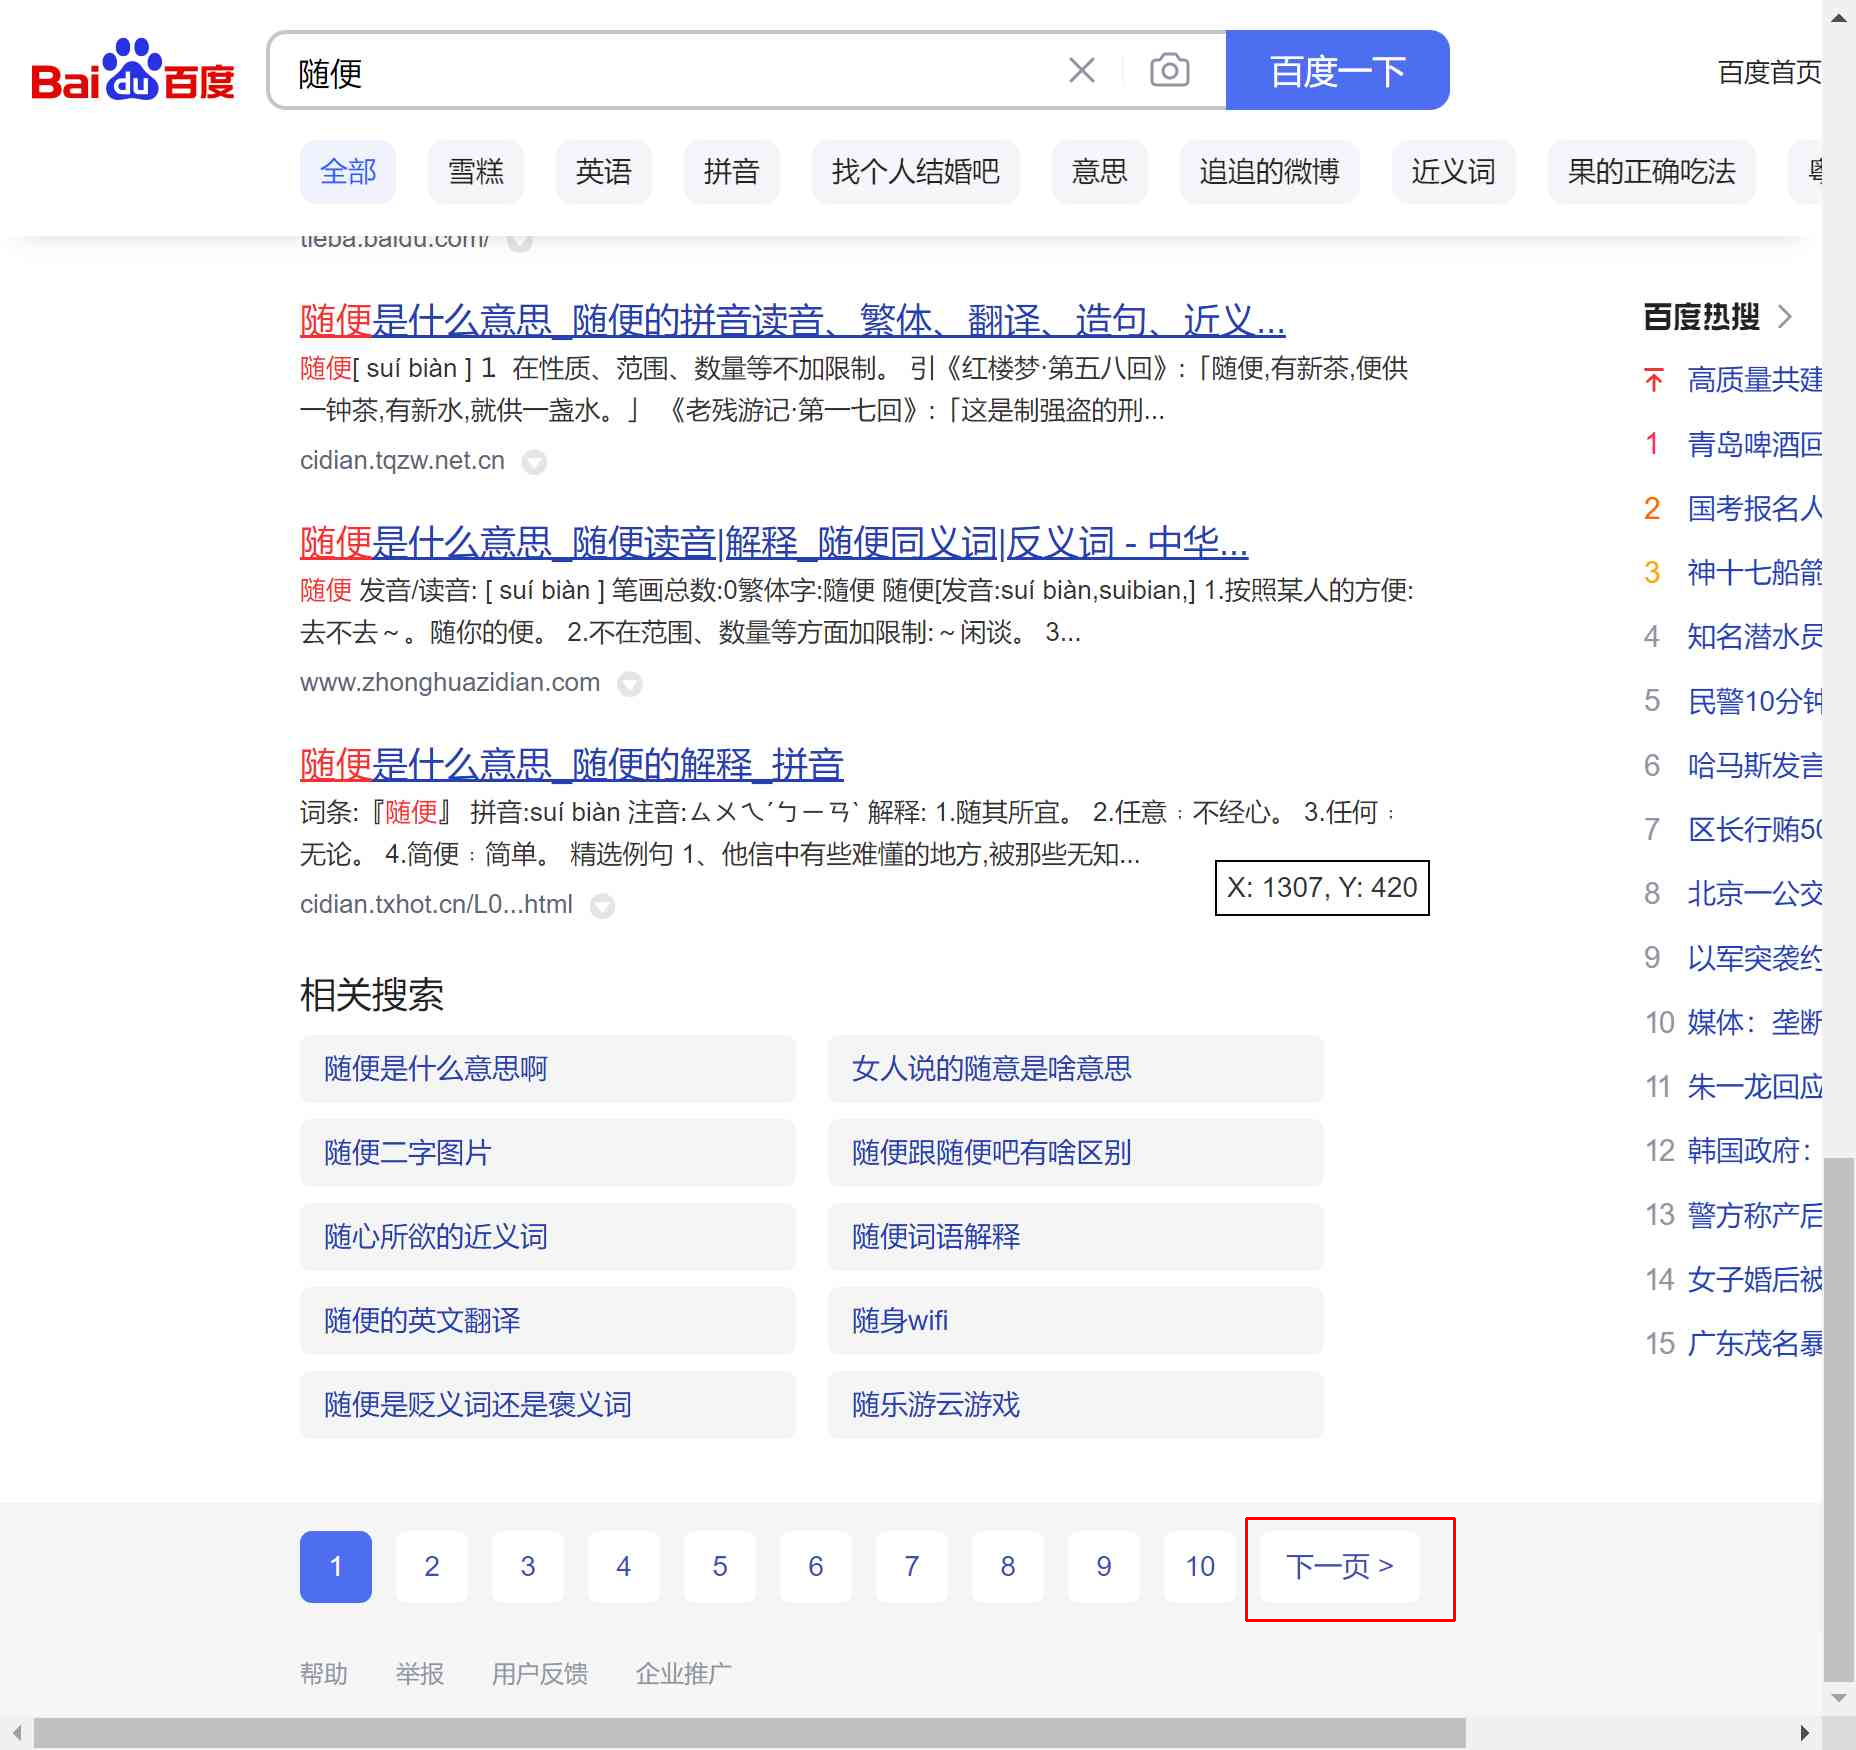 Bai du 百度
随便
百度一下
百度首页
全部 雪糕 英语 拼音 找个人结婚吧 意思 追追的微博 近义词 果的正确吃法
tieba.baidu.com/
随便是什么意思_随便的拼音读音、繁体、翻译、造句、近义...
随便[ suí biàn ] 1 在性质、范围、数量等不加限制。 引《红楼梦·第五八回》:「随便,有新茶,便供
一钟茶,有新水,就供一盏水。」 《老残游记·第一七回》:「这是制强盗的刑...
cidian.tqzw.net.cn
随便是什么意思_随便读音|解释_随便同义词|反义词 - 中华...
随便 发音/读音: [ suí biàn ] 笔画总数:0繁体字:隨便 随便[发音:suí biàn,suibian,] 1.按照某人的方便:
去不去～。随你的便。 2.不在范围、数量等方面加限制:～闲谈。 3...
www.zhonghuazidian.com
随便是什么意思_随便的解释_拼音
词条:『随便』 拼音:suí biàn 注音:ㄙㄨㄟˊㄅㄧㄢˋ 解释: 1.随其所宜。 2.任意﹔不经心。 3.任何﹔
无论。 4.简便﹔简单。 精选例句 1、他信中有些难懂的地方,被那些无知...
cidian.txhot.cn/L0...html
X: 1307, Y: 420
相关搜索
随便是什么意思啊 女人说的随意是啥意思
随便二字图片 随便跟随便吧有啥区别
随心所欲的近义词 随便词语解释
随便的英文翻译 随身wifi
随便是贬义词还是褒义词 随乐游云游戏
百度热搜 >
高质量共建
1 青岛啤酒回
2 国考报名人
3 神十七船箭
4 知名潜水员
5 民警10分钟
6 哈马斯发言
7 区长行贿50
8 北京一公交
9 以军突袭约
10 媒体：垄断
11 朱一龙回应
12 韩国政府：
13 警方称产后
14 女子婚后被
15 广东茂名暴
1 2 3 4 5 6 7 8 9 10 下一页 >
帮助 举报 用户反馈 企业推广